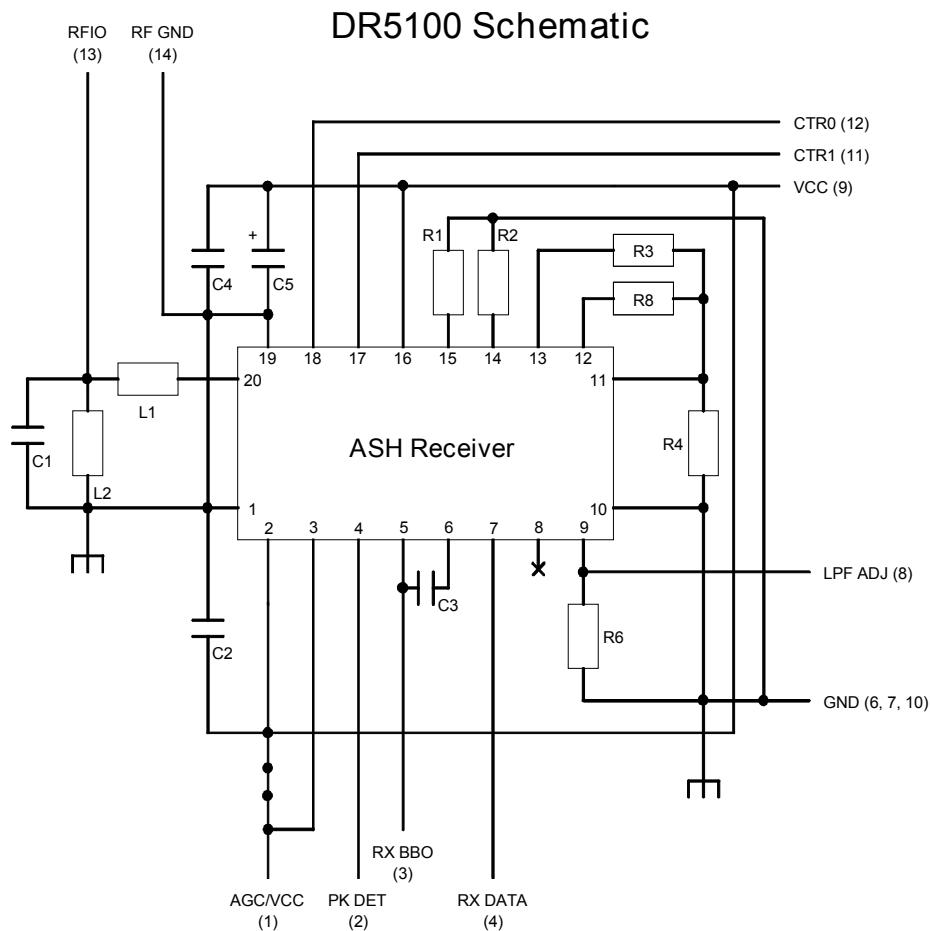 DR5100 Schematic
RFIO
(13)
RF GND
(14)
CTR0 (12)
CTR1 (11)
VCC (9)
R1
R2
R3
+
C4
C5
R8
19
18
17
16
15
14
13
12
20
11
L1
C1
ASH Receiver
R4
L2
1
10
2
3
4
5
6
7
8
9
LPF ADJ (8)
C3
R6
C2
GND (6, 7, 10)
RX BBO
(3)
AGC/VCC
(1)
PK DET
(2)
RX DATA
(4)